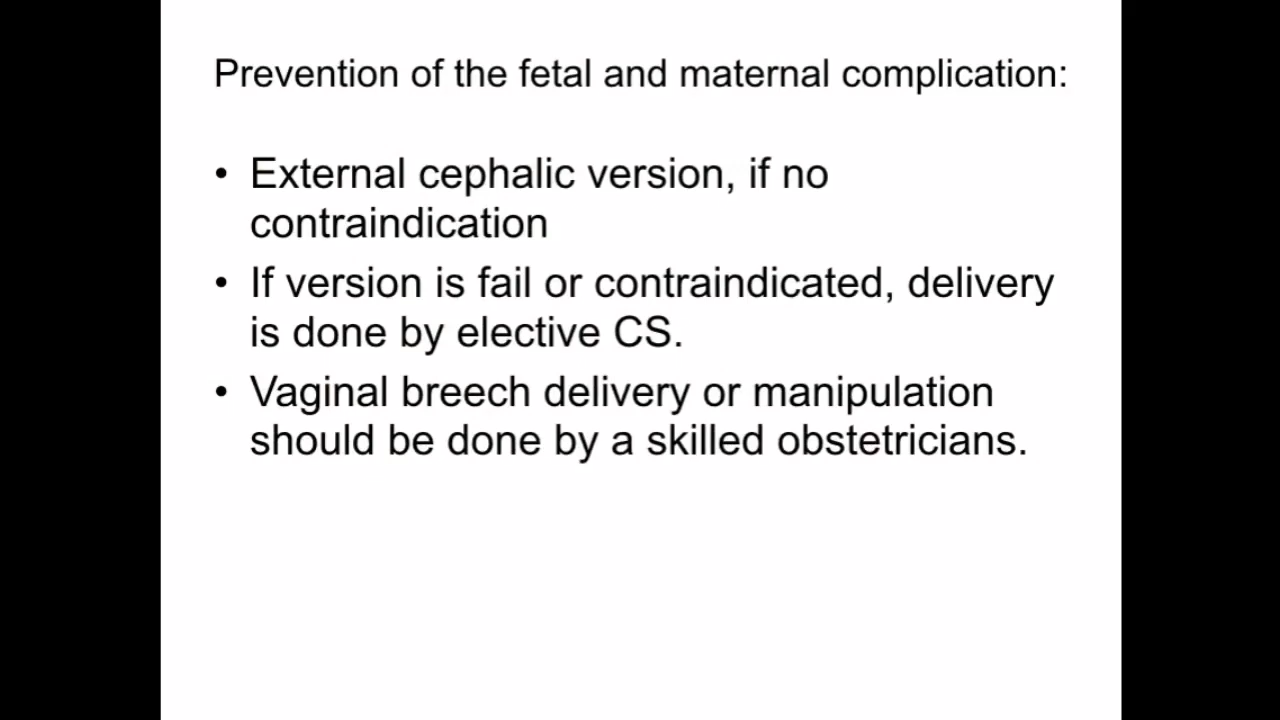 Prevention of the fetal and maternal complication:
• External cephalic version, if no
contraindication
• If version is fail or contraindicated, delivery
is done by elective CS.
• Vaginal breech delivery or manipulation
should be done by a skilled obstetricians.